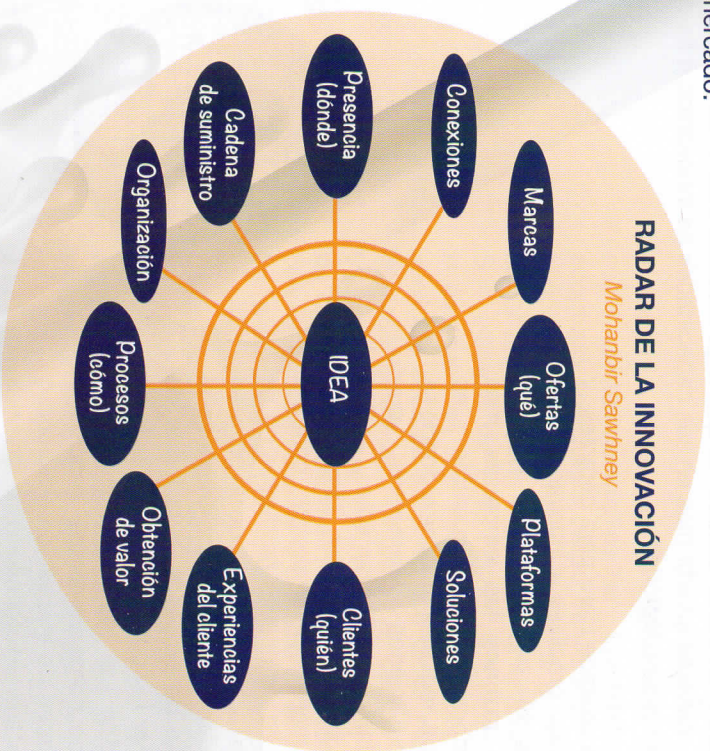 mercado.
RADAR DE LA INNOVACIÓN
Mohanbir Sawhney
Ofertas
(qué)
Marcas
Plataformas
Conexiones
Soluciones
Presencia
(dónde)
IDEA
Clientes
(quién)
Cadena
de suministro
Experiencias
del cliente
Organización
Obtención
de valor
Procesos
(cómo)